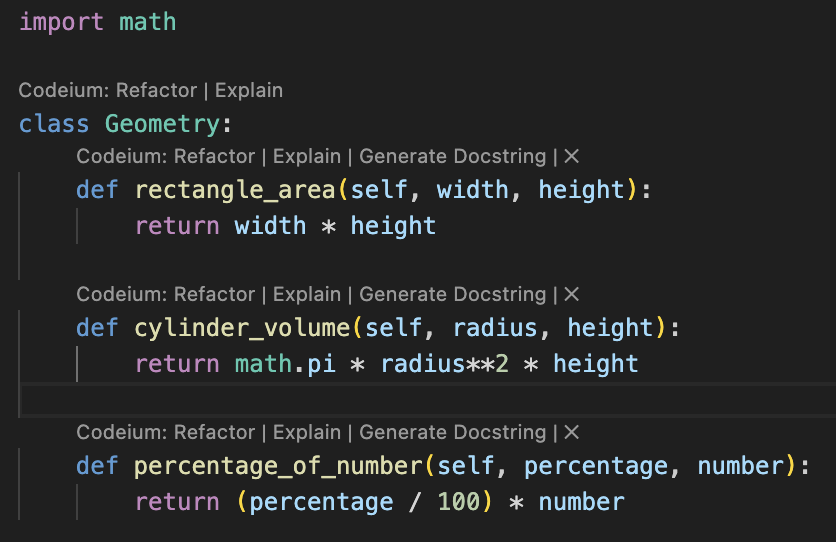 import math
Codeium: Refactor | Explain
class Geometry:
Codeium: Refactor | Explain | Generate Docstring | ×
def rectangle_area(self, width, height):
return width * height
Codeium: Refactor | Explain | Generate Docstring | ×
def cylinder_volume(self, radius, height):
return math.pi * radius**2 * height
Codeium: Refactor | Explain | Generate Docstring | ×
def percentage_of_number(self, percentage, number):
return (percentage / 100) * number